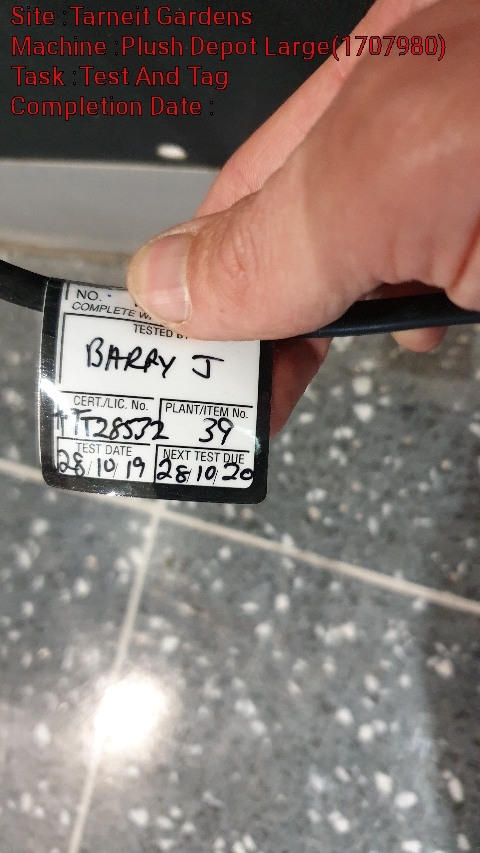 Site :Tarneit Gardens
Machine :Plush Depot Large(1707980)
Task :Test And Tag
Completion Date :
NO.
COMPLETE
TESTED
BARRY J
CERT./LIC. No. PLANT/ITEM No.
39
TEST DATE NEXT TEST DUE
28/10/19 28/10/20